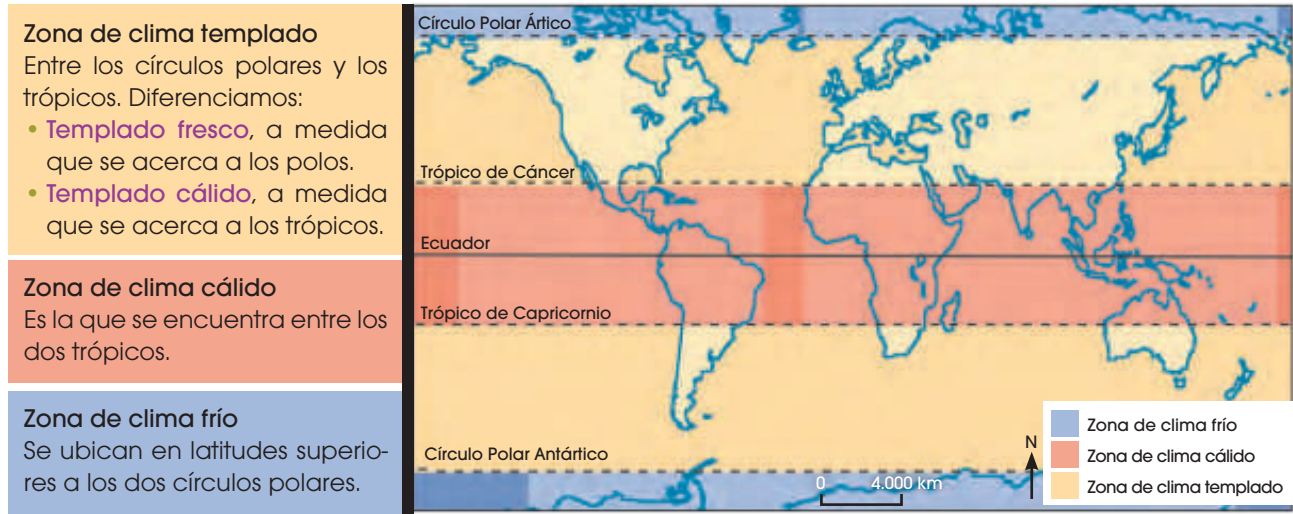 Zona de clima templado
Entre los círculos polares y los
trópicos. Diferenciamos:
• Templado fresco, a medida
que se acerca a los polos.
• Templado cálido, a medida
que se acerca a los trópicos.
Zona de clima cálido
Es la que se encuentra entre los
dos trópicos.
Zona de clima frío
Se ubican en latitudes superio-
res a los dos círculos polares.
Círculo Polar Ártico
Trópico de Cáncer
Ecuador
Trópico de Capricornio
Círculo Polar Antártico
0 4.000 km
N
Zona de clima frío
Zona de clima cálido
Zona de clima templado